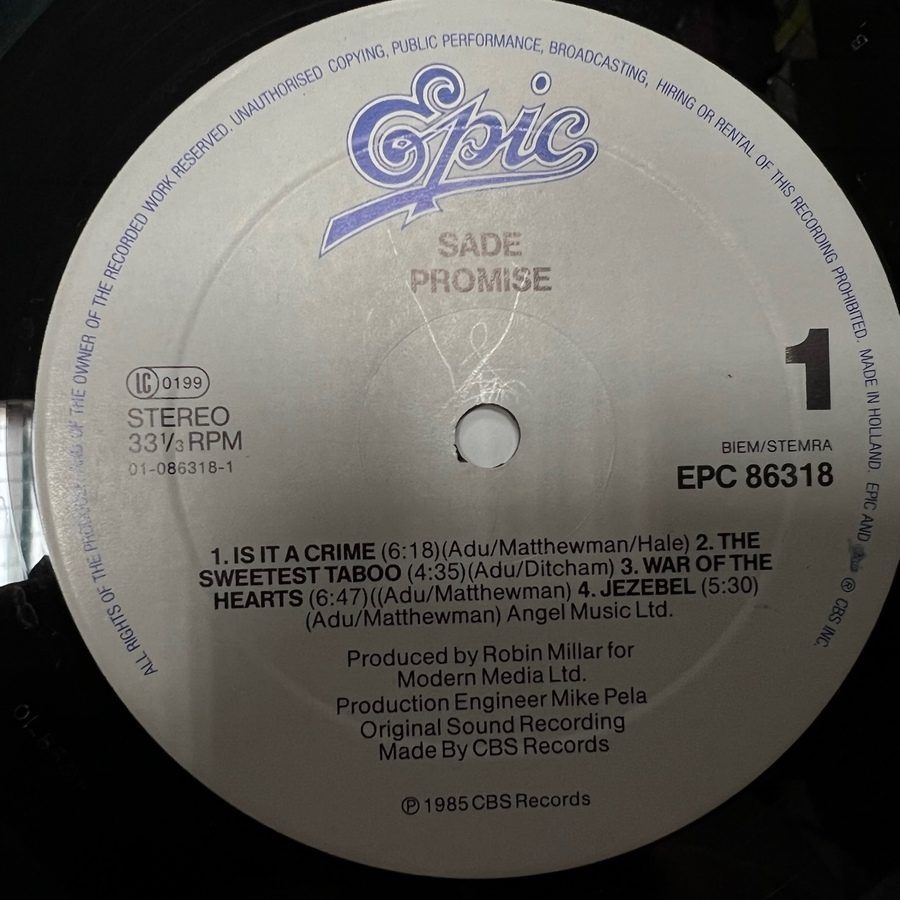 ALL RIGHTS OF THE PRODUCER AND OF THE OWNER OF THE RECORDED WORK RESERVED. UNAUTHORISED COPYING, PUBLIC PERFORMANCE, BROADCASTING, HIRING OR RENTAL OF THIS RECORDING PROHIBITED. MADE IN HOLLAND. EPIC AND ® CBS INC.
Epic
SADE
PROMISE
LC 0199
STEREO
33 1/3 RPM
01-086318-1
1
BIEM/STEMRA
EPC 86318
1. IS IT A CRIME (6:18)(Adu/Matthewman/Hale) 2. THE
SWEETEST TABOO (4:35)(Adu/Ditcham) 3. WAR OF THE
HEARTS (6:47)((Adu/Matthewman) 4. JEZEBEL (5:30)
(Adu/Matthewman) Angel Music Ltd.
Produced by Robin Millar for
Modern Media Ltd.
Production Engineer Mike Pela
Original Sound Recording
Made By CBS Records
℗ 1985 CBS Records